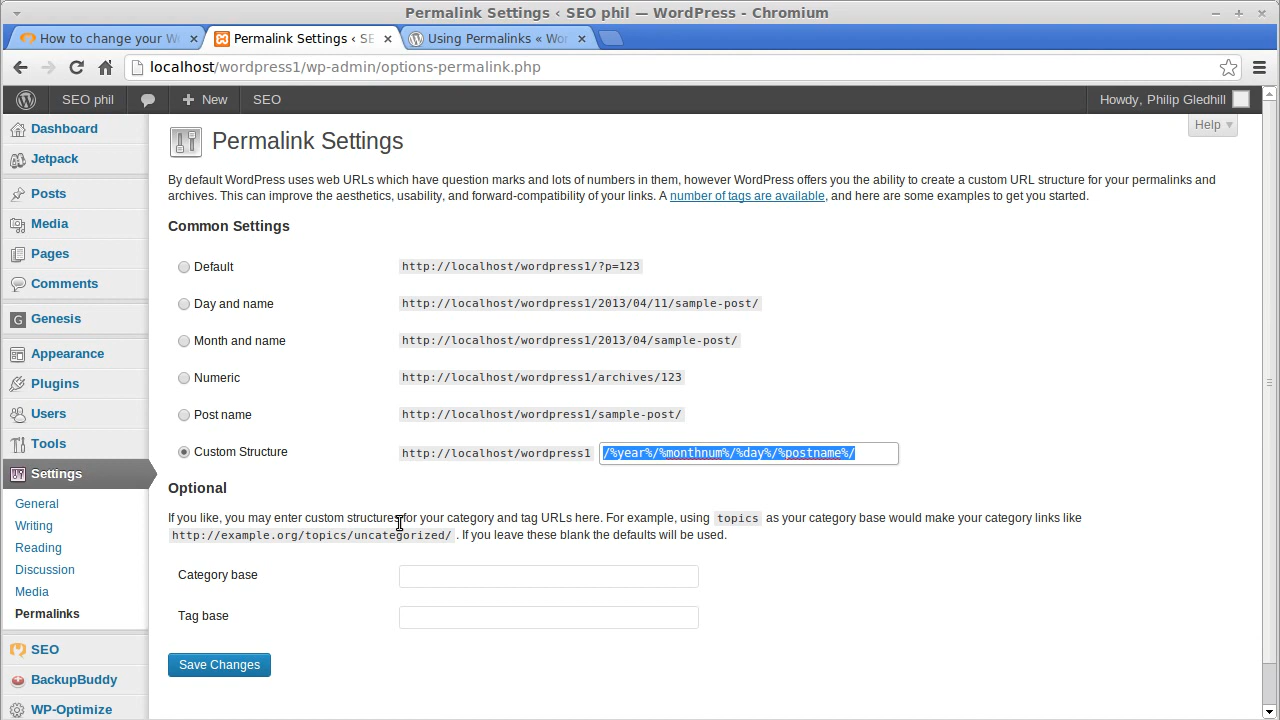 Permalink Settings ‹ SEO phil — WordPress - Chromium
How to change your W
Permalink Settings ‹ SE
Using Permalinks « Wor
localhost/wordpress1/wp-admin/options-permalink.php
SEO phil
+ New
SEO
Howdy, Philip Gledhill
Help
Dashboard
Jetpack
Posts
Media
Pages
Comments
Genesis
Appearance
Plugins
Users
Tools
Settings
General
Writing
Reading
Discussion
Media
Permalinks
SEO
BackupBuddy
WP-Optimize
Permalink Settings
By default WordPress uses web URLs which have question marks and lots of numbers in them, however WordPress offers you the ability to create a custom URL structure for your permalinks and
archives. This can improve the aesthetics, usability, and forward-compatibility of your links. A number of tags are available, and here are some examples to get you started.
Common Settings
Default http://localhost/wordpress1/?p=123
Day and name http://localhost/wordpress1/2013/04/11/sample-post/
Month and name http://localhost/wordpress1/2013/04/sample-post/
Numeric http://localhost/wordpress1/archives/123
Post name http://localhost/wordpress1/sample-post/
Custom Structure http://localhost/wordpress1 /%year%/%monthnum%/%day%/%postname%/
Optional
If you like, you may enter custom structures for your category and tag URLs here. For example, using topics as your category base would make your category links like
http://example.org/topics/uncategorized/ . If you leave these blank the defaults will be used.
Category base
Tag base
Save Changes